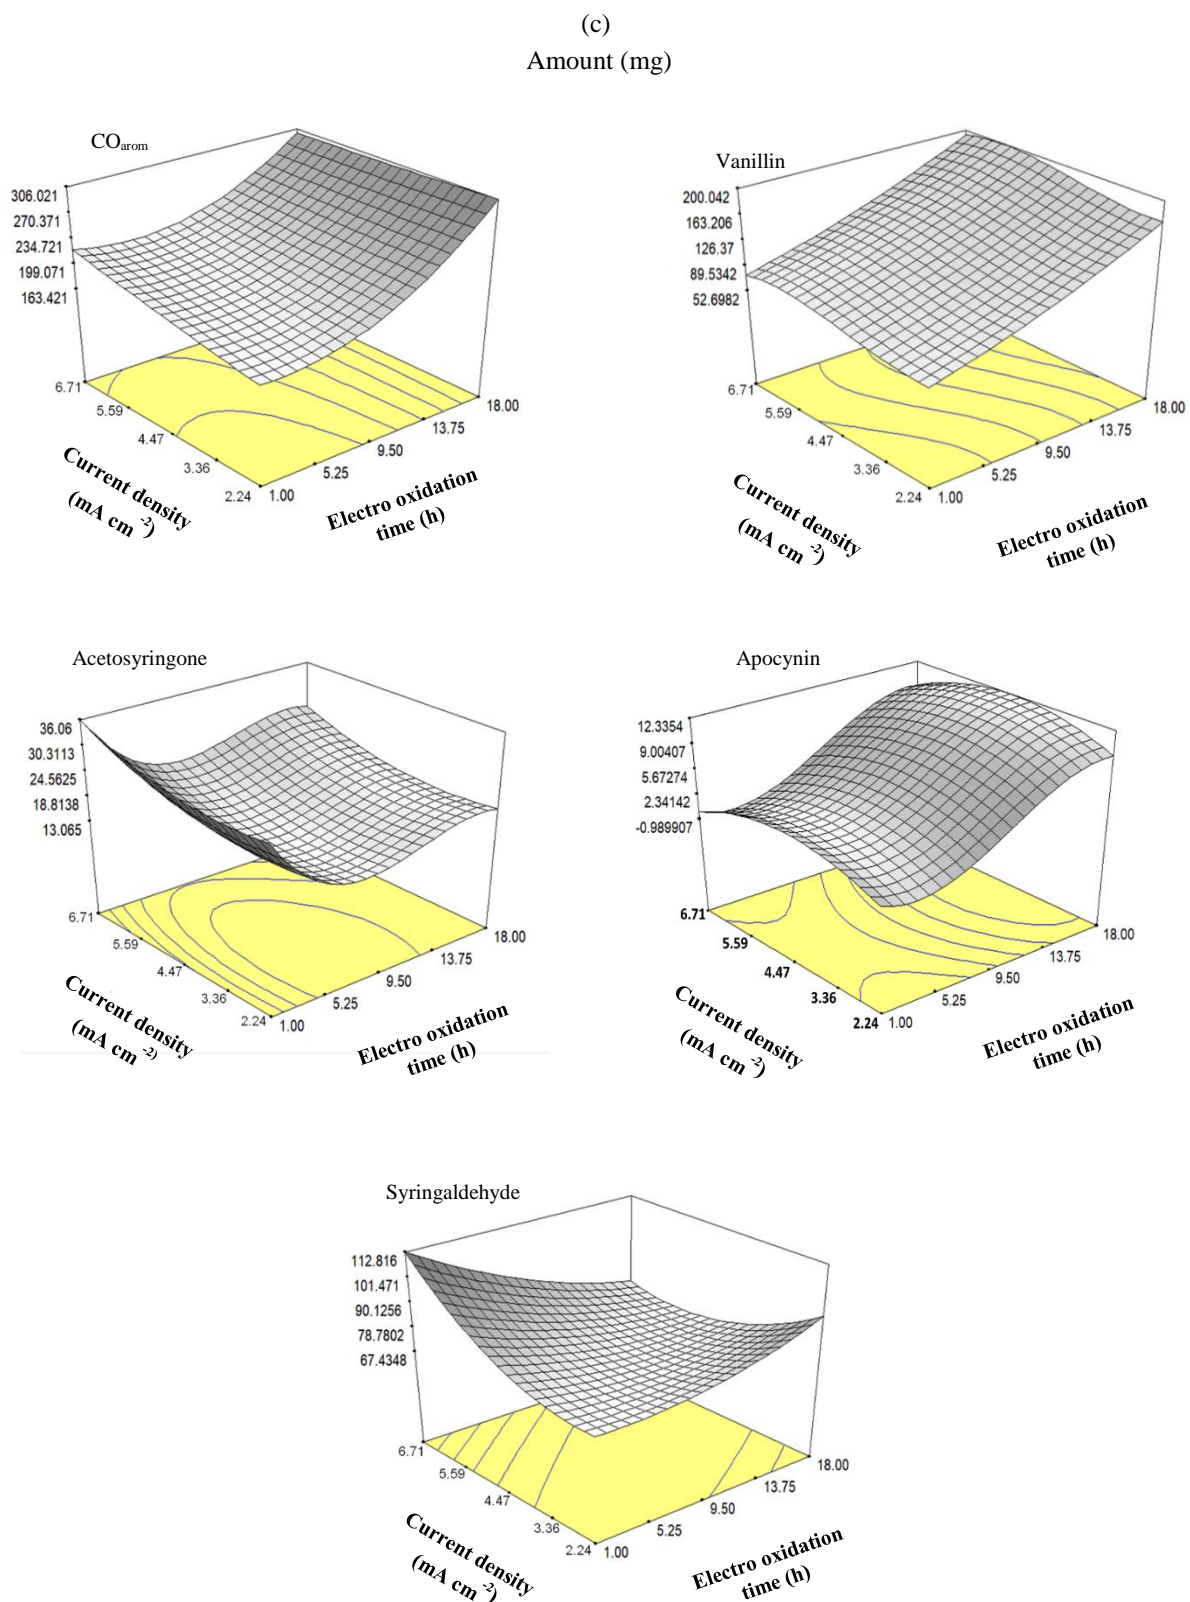 (c)
Amount (mg)
CO_arom
306.021
270.371
234.721
199.071
163.421
6.71
5.59
4.47
3.36
2.24
1.00
5.25
9.50
13.75
18.00
Current density
(mA cm⁻²)
Electro oxidation
time (h)
Vanillin
200.042
163.206
126.37
89.5342
52.6982
6.71
5.59
4.47
3.36
2.24
1.00
5.25
9.50
13.75
18.00
Current density
(mA cm⁻²)
Electro oxidation
time (h)
Acetosyringone
36.06
30.3113
24.5625
18.8138
13.065
6.71
5.59
4.47
3.36
2.24
1.00
5.25
9.50
13.75
18.00
Current density
(mA cm⁻²)
Electro oxidation
time (h)
Apocynin
12.3354
9.00407
5.67274
2.34142
-0.989907
6.71
5.59
4.47
3.36
2.24
1.00
5.25
9.50
13.75
18.00
Current density
(mA cm⁻²)
Electro oxidation
time (h)
Syringaldehyde
112.816
101.471
90.1256
78.7802
67.4348
6.71
5.59
4.47
3.36
2.24
1.00
5.25
9.50
13.75
18.00
Current density
(mA cm⁻²)
Electro oxidation
time (h)